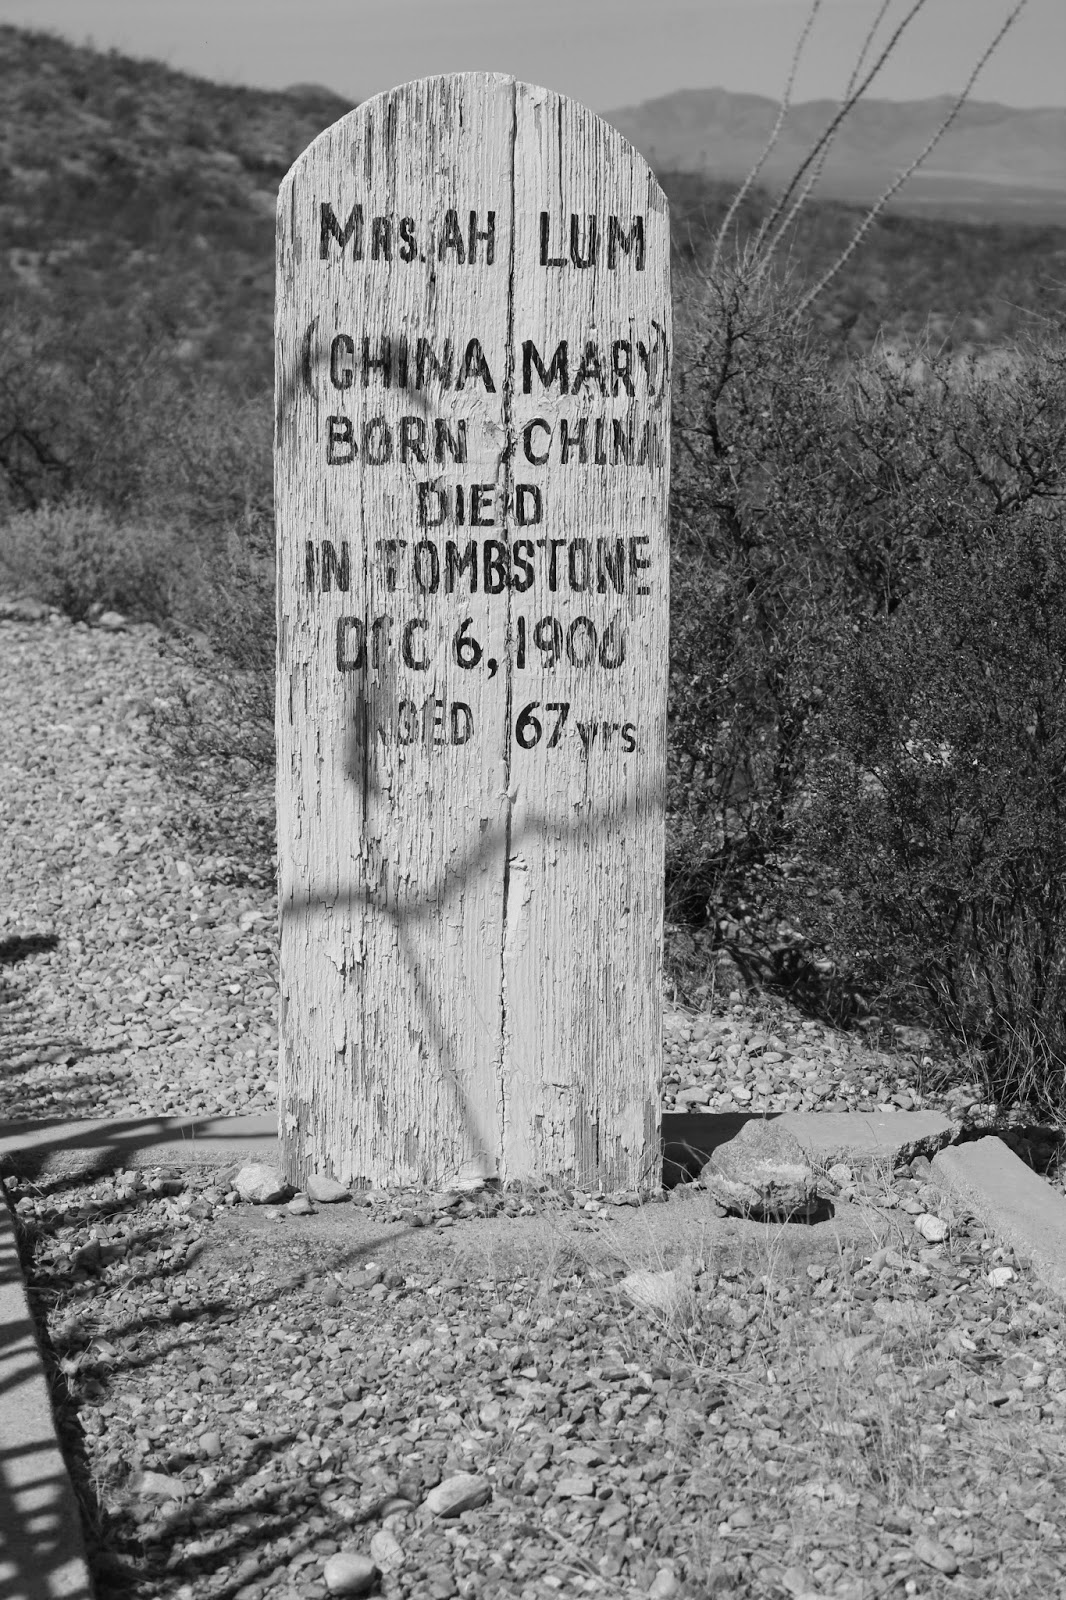 MRS. AH LUM
(CHINA MARY)
BORN CHINA
DIED
IN TOMBSTONE
DEC 6, 1906
AGED 67 yrs